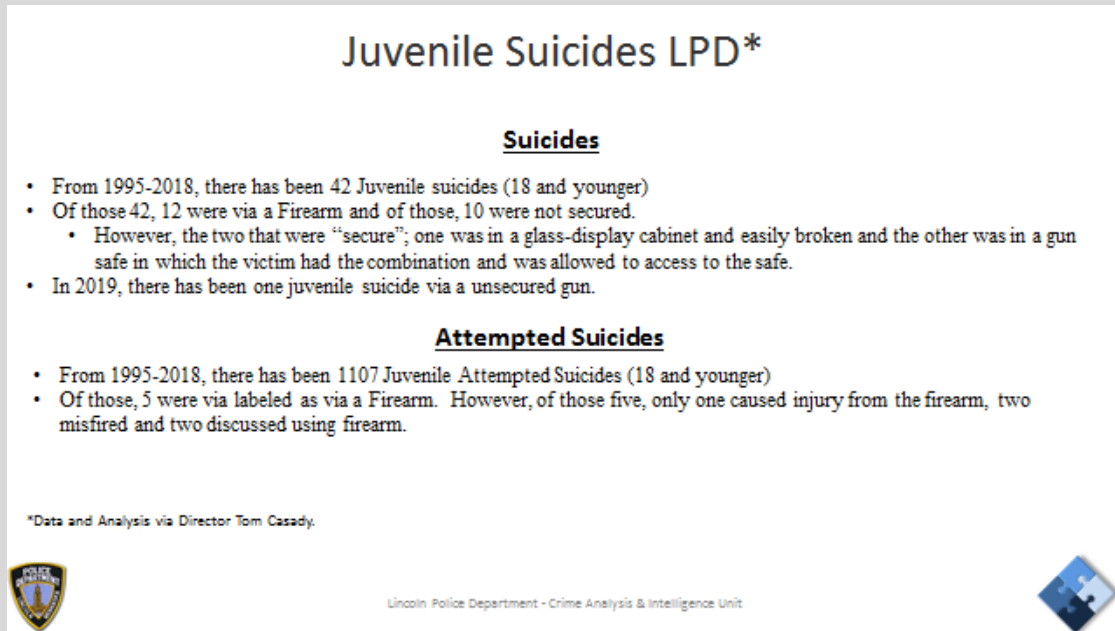 Juvenile Suicides LPD*
Suicides
• From 1995-2018, there has been 42 Juvenile suicides (18 and younger)
• Of those 42, 12 were via a Firearm and of those, 10 were not secured.
• However, the two that were “secure”; one was in a glass-display cabinet and easily broken and the other was in a gun
safe in which the victim had the combination and was allowed to access to the safe.
• In 2019, there has been one juvenile suicide via a unsecured gun.
Attempted Suicides
• From 1995-2018, there has been 1107 Juvenile Attempted Suicides (18 and younger)
• Of those, 5 were via labeled as via a Firearm. However, of those five, only one caused injury from the firearm, two
misfired and two discussed using firearm.
*Data and Analysis via Director Tom Casady.
POLICE
DEPARTMENT
Lincoln Police Department - Crime Analysis & Intelligence Unit